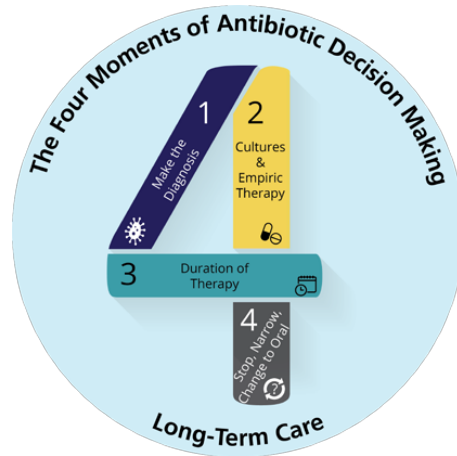 The Four Moments of Antibiotic Decision Making
1
Make the
Diagnosis
2
Cultures
&
Empiric
Therapy
3
Duration of
Therapy
4
Stop, Narrow,
Change to Oral
?
Long-Term Care